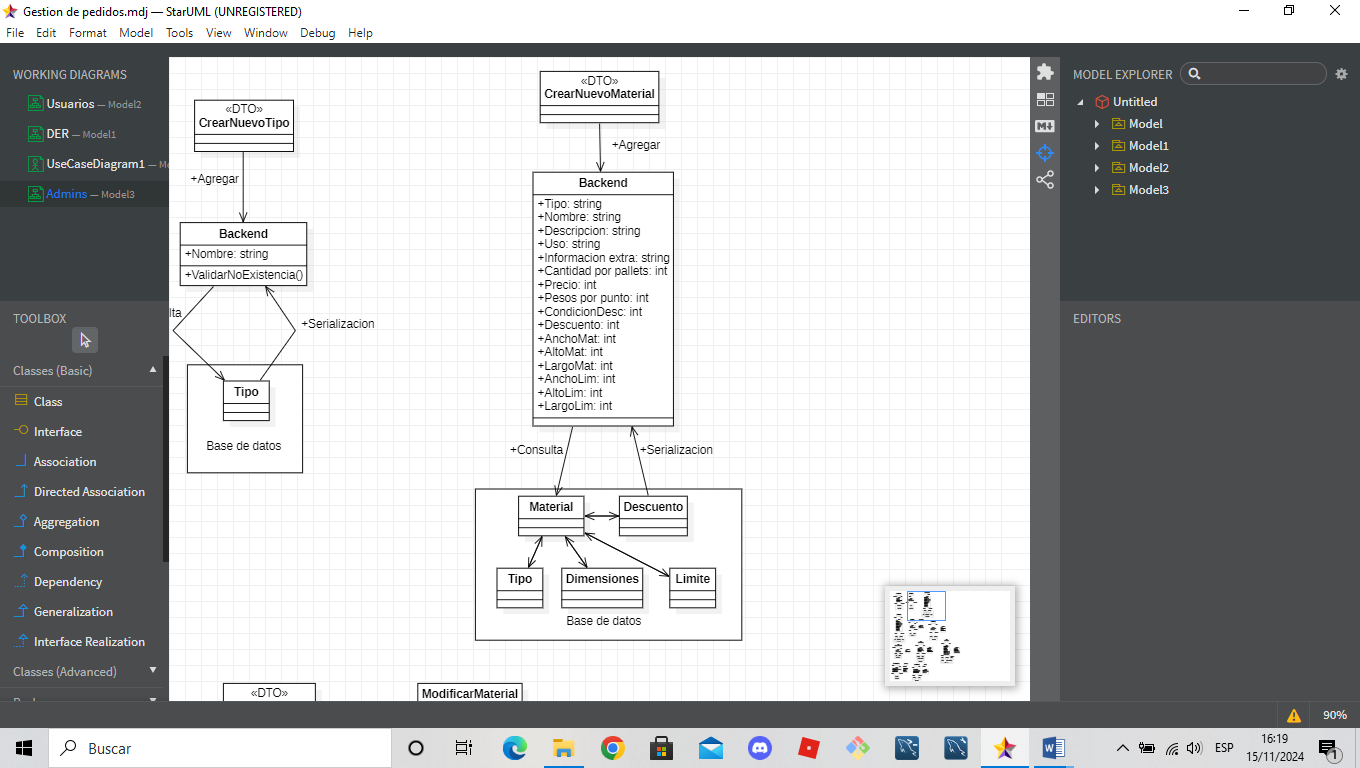 Gestion de pedidos.mdj — StarUML (UNREGISTERED)
File Edit Format Model Tools View Window Debug Help
WORKING DIAGRAMS
Usuarios — Model2
DER — Model1
UseCaseDiagram1 —
Admins — Model3
TOOLBOX
Classes (Basic)
Class
Interface
Association
Directed Association
Aggregation
Composition
Dependency
Generalization
Interface Realization
Classes (Advanced)
«DTO»
CrearNuevoTipo
+Agregar
Backend
+Nombre: string
+ValidarNoExistencia()
lta
+Serializacion
Tipo
Base de datos
«DTO»
CrearNuevoMaterial
+Agregar
Backend
+Tipo: string
+Nombre: string
+Descripcion: string
+Uso: string
+Informacion extra: string
+Cantidad por pallets: int
+Precio: int
+Pesos por punto: int
+CondicionDesc: int
+Descuento: int
+AnchoMat: int
+AltoMat: int
+LargoMat: int
+AnchoLim: int
+AltoLim: int
+LargoLim: int
+Consulta
+Serializacion
Material
Descuento
Tipo
Dimensiones
Limite
Base de datos
«DTO»
ModificarMaterial
MODEL EXPLORER
Untitled
Model
Model1
Model2
Model3
EDITORS
90%
Buscar
ESP
16:19
15/11/2024
1